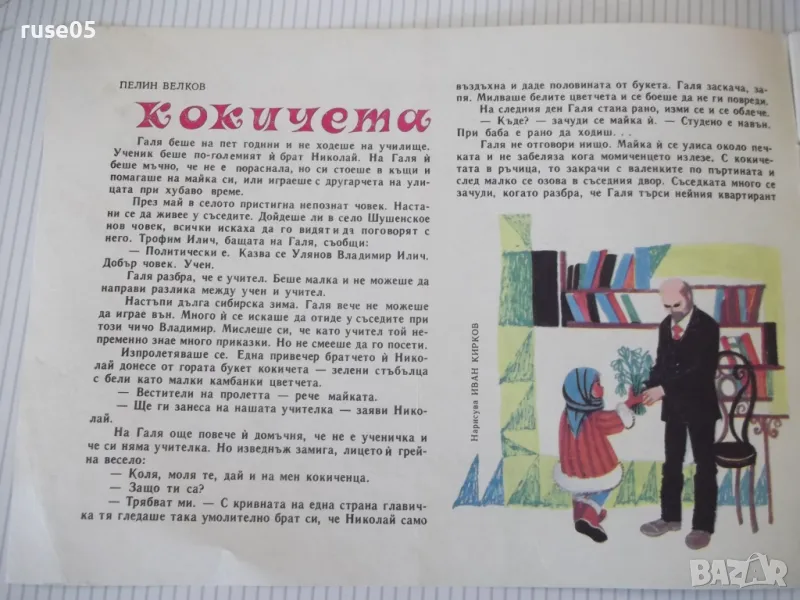 ruse05
ПЕЛИН ВЕЛКОВ
КОКИЧЕТА
Галя беше на пет години и не ходеше на училище.
Ученик беше по-големият ѝ брат Николай. На Галя ѝ
беше мъчно, че не е пораснала, но си стоеше в къщи и
помагаше на майка си, или играеше с другарчета на ули-
цата при хубаво време.
През май в селото пристигна непознат човек. Наста-
ни се да живее у съседите. Дойдеше ли в село Шушенское
нов човек, всички искаха да го видят и да поговорят с
него. Трофим Илич, бащата на Галя, съобщи:
— Политически е. Казва се Улянов Владимир Илич.
Добър човек. Учен.
Галя разбра, че е учител. Беше малка и не можеше да
направи разлика между учен и учител.
Настъпи дълга сибирска зима. Галя вече не можеше
да играе вън. Много ѝ се искаше да отиде у съседите при
този чичо Владимир. Мислеше си, че като учител той не-
пременно знае много приказки. Но не смееше да го посети.
Изпролетяваше се. Една привечер братчето ѝ Нико-
лай донесе от гората букет кокичета — зелени стъбълца
с бели като малки камбанки цветчета.
— Вестители на пролетта — рече майката.
— Ще ги занеса на нашата учителка — заяви Нико-
лай.
На Галя още повече ѝ домъчня, че не е ученичка и
че си няма учителка. Но изведнъж замига, лицето ѝ грей-
на весело:
— Коля, моля те, дай и на мен кокиченца.
— Защо ти са?
— Трябват ми. — С кривната на една страна главич-
ка тя гледаше така умолително брат си, че Николай само
въздъхна и даде половината от букета. Галя заскача, за-
пя. Милваше белите цветчета и се боеше да не ги повреди.
На следния ден Галя стана рано, изми се и се облече.
— Къде? — зачуди се майка ѝ. — Студено е навън.
При баба е рано да ходиш...
Галя не отговори нищо. Майка ѝ се улиса около печ-
ката и не забеляза кога момиченцето излезе. С кокиче-
тата в ръчица, то закрачи с валенките по пъртината и
след малко се озова в съседния двор. Съседката много се
зачули, когато разбра, че Галя търси нейния квартирант
Нарисува ИВАН КИРКОВ
BAZAR
bg